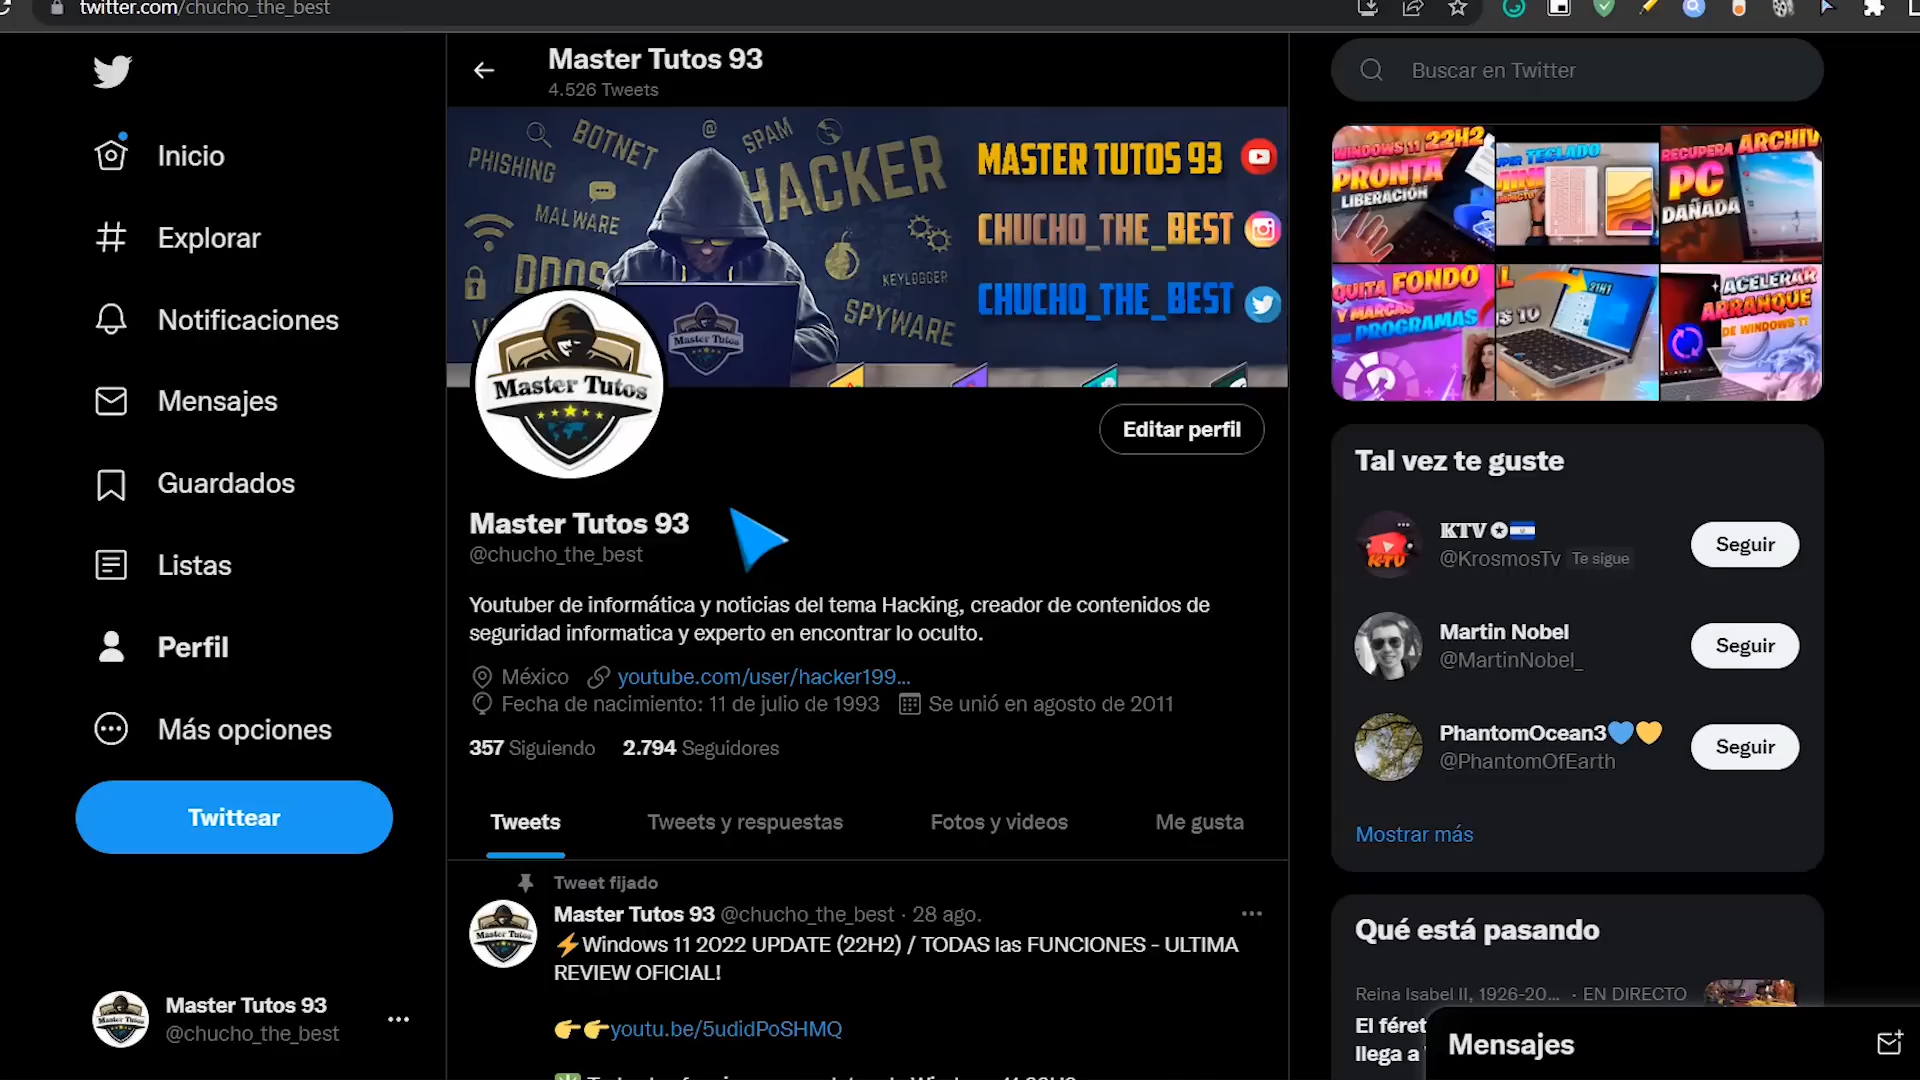 twitter.com/chucho_the_best
Inicio
Explorar
Notificaciones
Mensajes
Guardados
Listas
Perfil
Más opciones
Twittear
Master Tutos 93
@chucho_the_best
Master Tutos 93
4.526 Tweets
PHISHING
BOTNET
@
SPAM
HACKER
MALWARE
DDOS
KEYLOGGER
SPYWARE
MASTER TUTOS 93
CHUCHO_THE_BEST
CHUCHO_THE_BEST
Master Tutos
Master Tutos
Editar perfil
Master Tutos 93
@chucho_the_best
Youtuber de informática y noticias del tema Hacking, creador de contenidos de
seguridad informatica y experto en encontrar lo oculto.
México youtube.com/user/hacker199...
Fecha de nacimiento: 11 de julio de 1993 Se unió en agosto de 2011
357 Siguiendo 2.794 Seguidores
Tweets Tweets y respuestas Fotos y videos Me gusta
Tweet fijado
Master Tutos 93 @chucho_the_best · 28 ago.
⚡Windows 11 2022 UPDATE (22H2) / TODAS las FUNCIONES - ULTIMA
REVIEW OFICIAL!
👉👉youtu.be/5udidPoSHMQ
Buscar en Twitter
WINDOWS 11 22H2
PRONTA
LIBERACIÓN
TECLADO
MINI
RECUPERA ARCHIV
PC
DAÑADA
QUITA FONDO
Y MARCAS
PROGRAMAS
21H1
ACELERAR
ARRANQUE
DE WINDOWS 11
Tal vez te guste
KTV
@KrosmosTv Te sigue
Seguir
Martin Nobel
@MartinNobel_
Seguir
PhantomOcean3💙💛
@PhantomOfEarth
Seguir
Mostrar más
Qué está pasando
Reina Isabel II, 1926-20... · EN DIRECTO
El féret
llega a
Mensajes